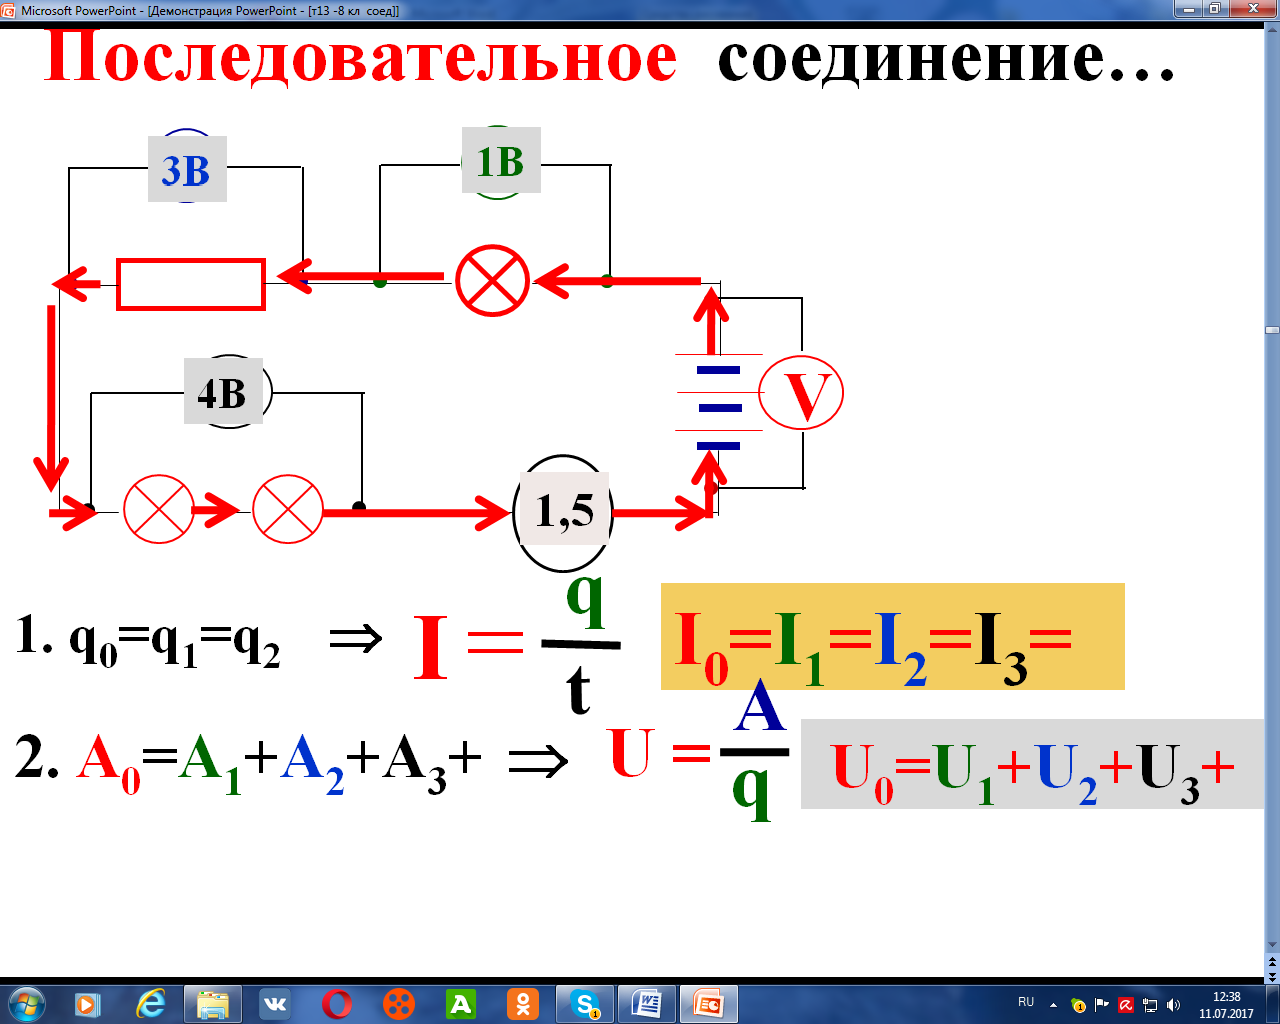 Microsoft PowerPoint - [Демонстрация PowerPoint - [т13 -8 кл  соед]]
Последовательное соединение…
3В
1В
4В
V
1,5
1. q0=q1=q2 ⇒ I = q/t I0=I1=I2=I3=
2. A0=A1+A2+A3+ ⇒ U = A/q U0=U1+U2+U3+
RU
12:38
11.07.2017